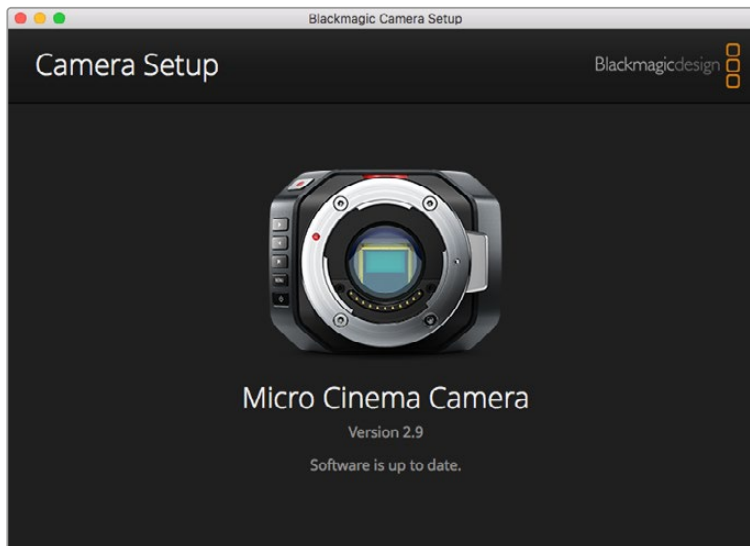 Blackmagic Camera Setup
Camera Setup
Blackmagicdesign
Micro Cinema Camera
Version 2.9
Software is up to date.